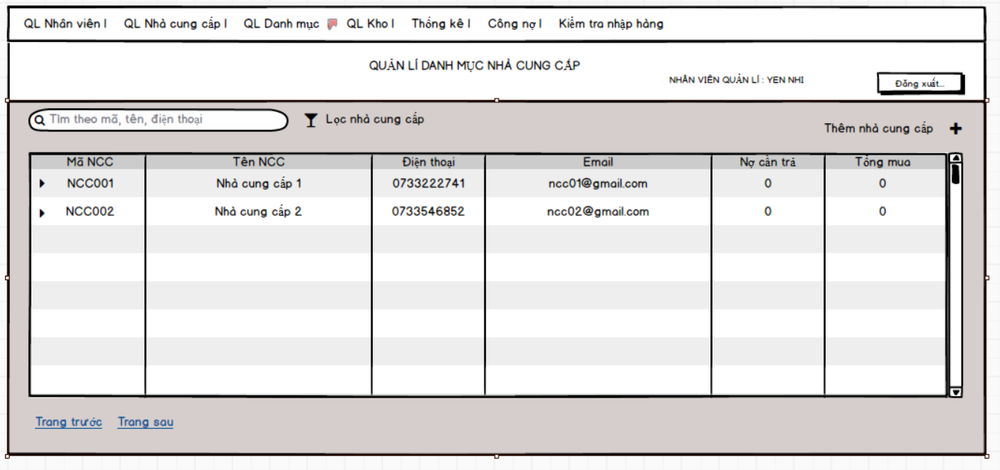 QL Nhân viên I QL Nhà cung cấp I QL Danh mục QL Kho I Thống kê I Công nợ I Kiểm tra nhập hàng
QUẢN LÍ DANH MỤC NHÀ CUNG CẤP
NHÂN VIÊN QUẢN LÍ : YEN NHI
Đăng xuất...
Tìm theo mã, tên, điện thoại
Lọc nhà cung cấp
Thêm nhà cung cấp
Mã NCC Tên NCC Điện thoại Email Nợ cần trả Tổng mua
NCC001 Nhà cung cấp 1 0733222741 ncc01@gmail.com 0 0
NCC002 Nhà cung cấp 2 0733546852 ncc02@gmail.com 0 0
Trang trước Trang sau